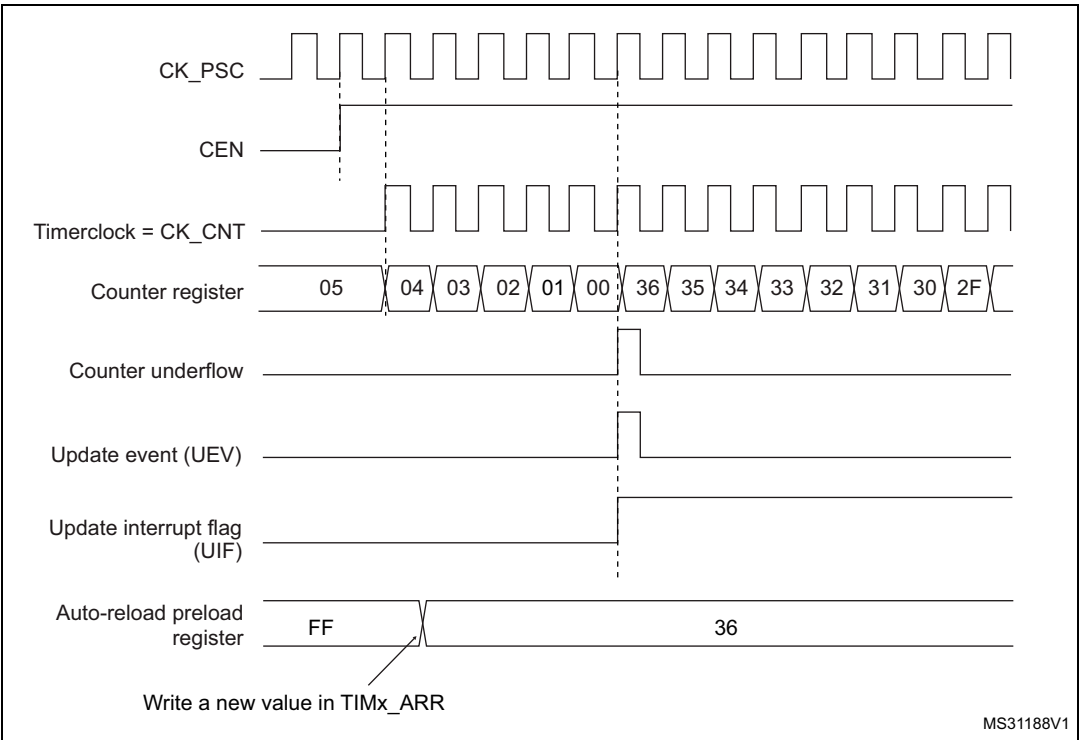 CK_PSC
CEN
Timerclock = CK_CNT
Counter register 05 04 03 02 01 00 36 35 34 33 32 31 30 2F
Counter underflow
Update event (UEV)
Update interrupt flag
(UIF)
Auto-reload preload
register FF 36
Write a new value in TIMx_ARR
MS31188V1